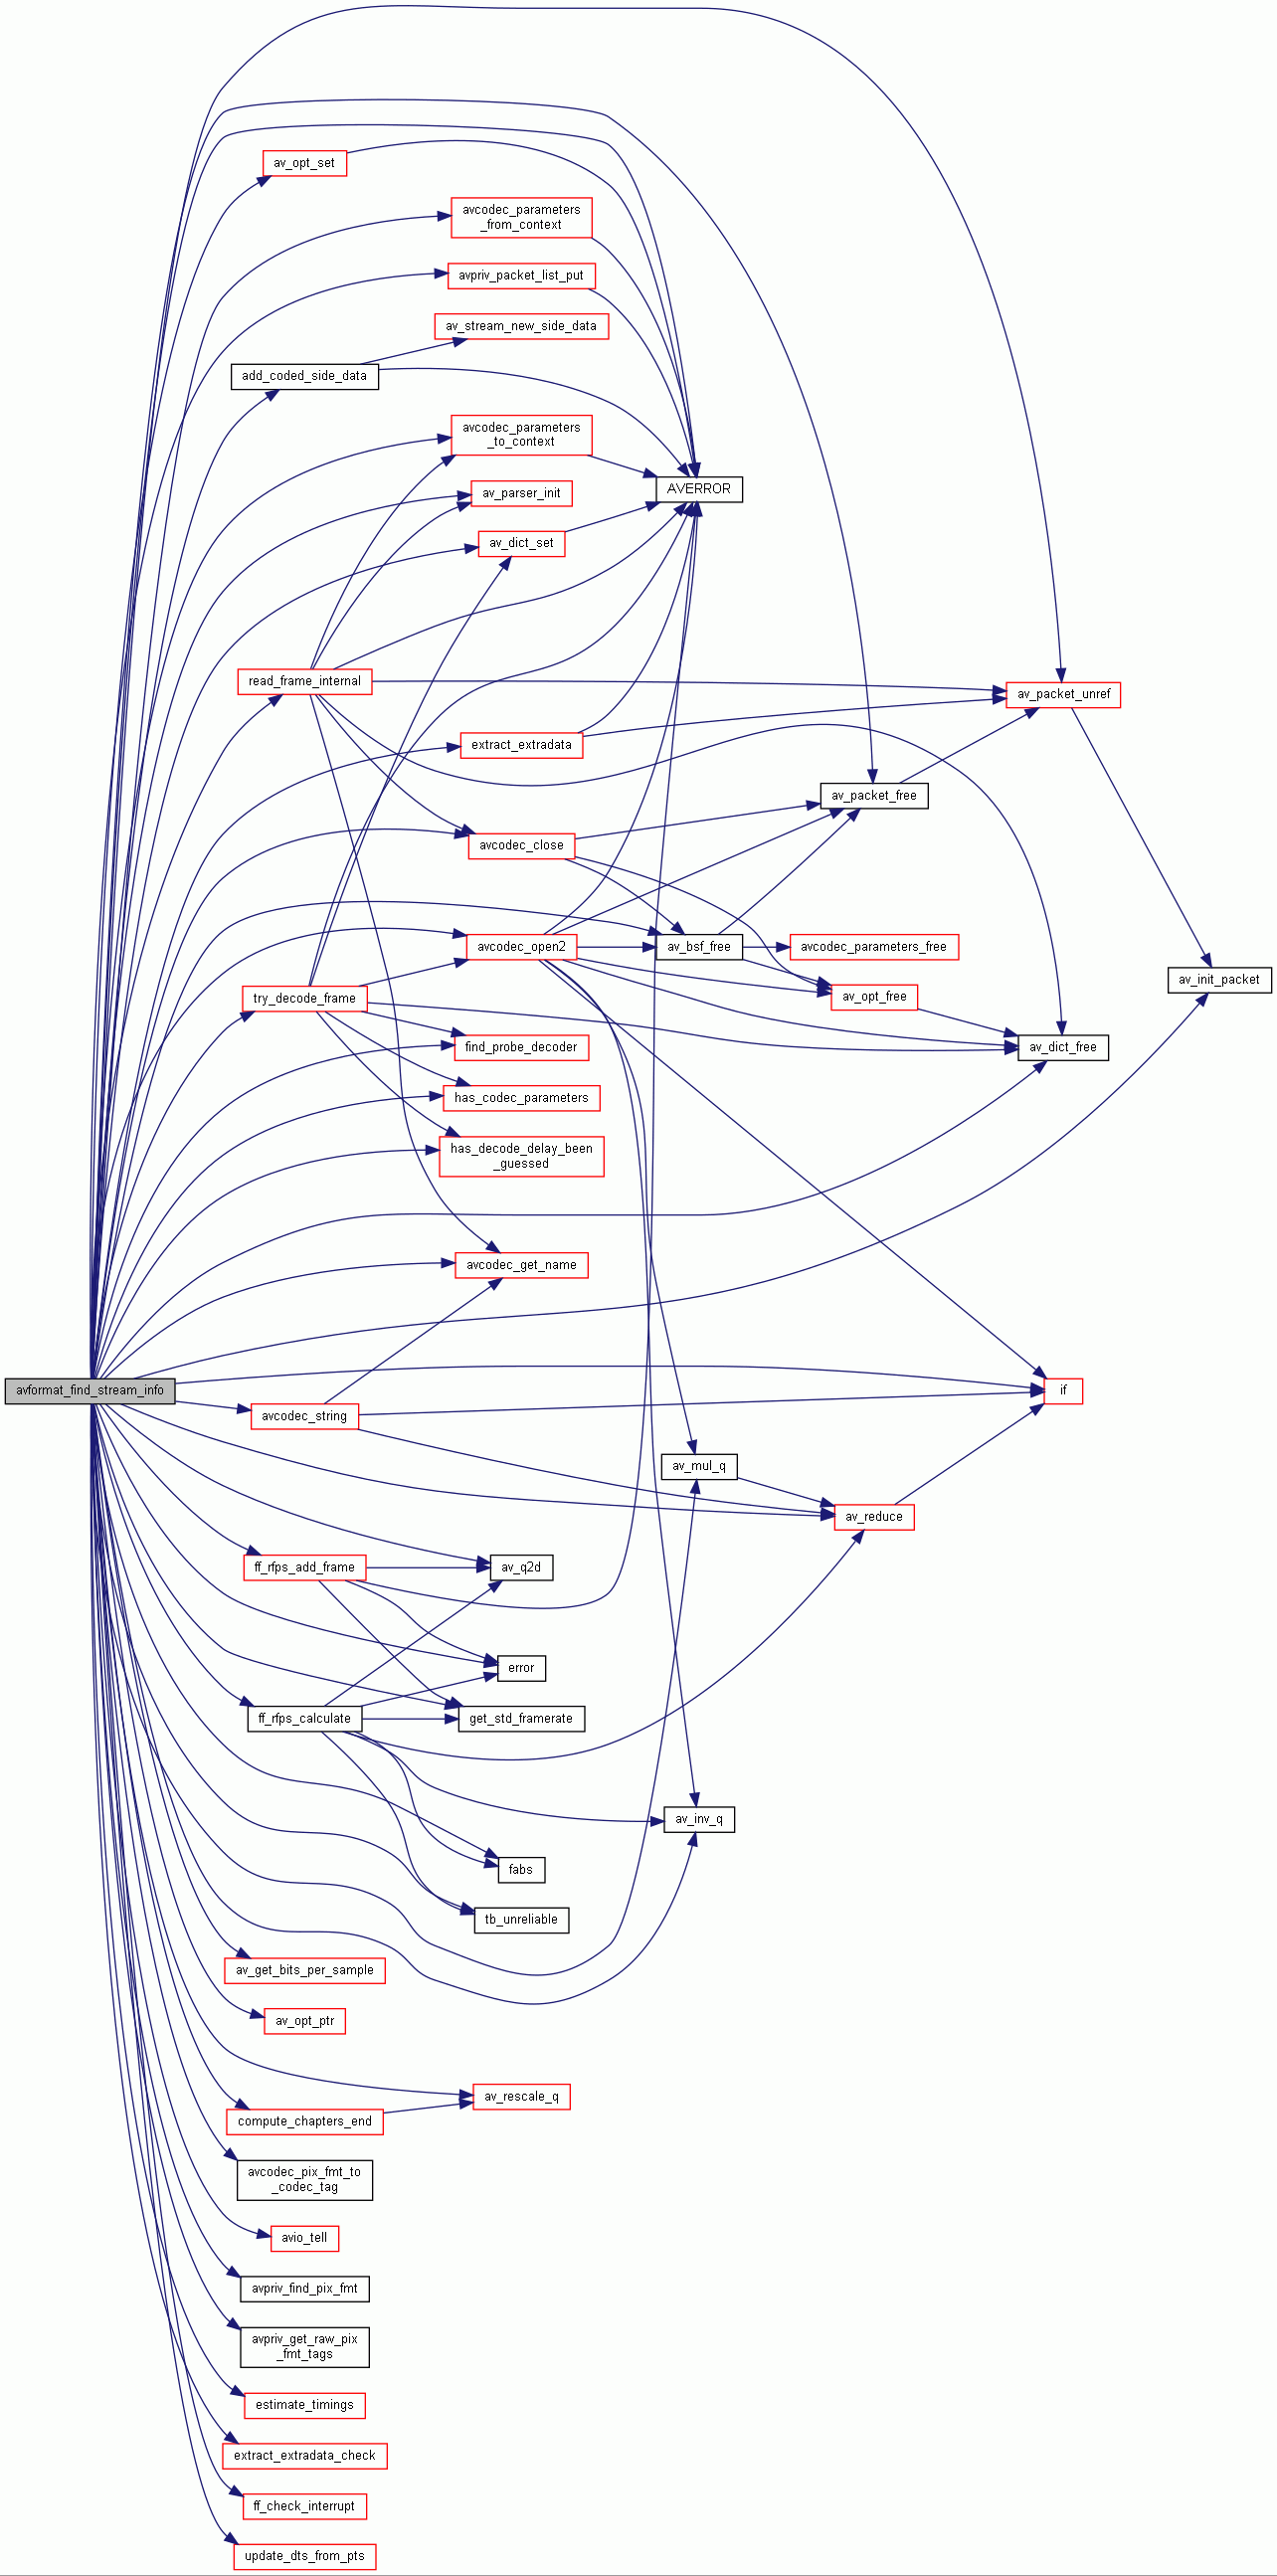 av_opt_set
avcodec_parameters
_from_context
avpriv_packet_list_put
av_stream_new_side_data
add_coded_side_data
avcodec_parameters
_to_context
AVERROR
av_parser_init
av_dict_set
read_frame_internal
av_packet_unref
extract_extradata
av_packet_free
avcodec_close
avcodec_open2
av_bsf_free
avcodec_parameters_free
av_init_packet
try_decode_frame
av_opt_free
find_probe_decoder
av_dict_free
has_codec_parameters
has_decode_delay_been
_guessed
avcodec_get_name
avformat_find_stream_info
if
avcodec_string
av_mul_q
av_reduce
ff_rfps_add_frame
av_q2d
error
ff_rfps_calculate
get_std_framerate
av_inv_q
fabs
tb_unreliable
av_get_bits_per_sample
av_opt_ptr
av_rescale_q
compute_chapters_end
avcodec_pix_fmt_to
_codec_tag
avio_tell
avpriv_find_pix_fmt
avpriv_get_raw_pix
_fmt_tags
estimate_timings
extract_extradata_check
ff_check_interrupt
update_dts_from_pts